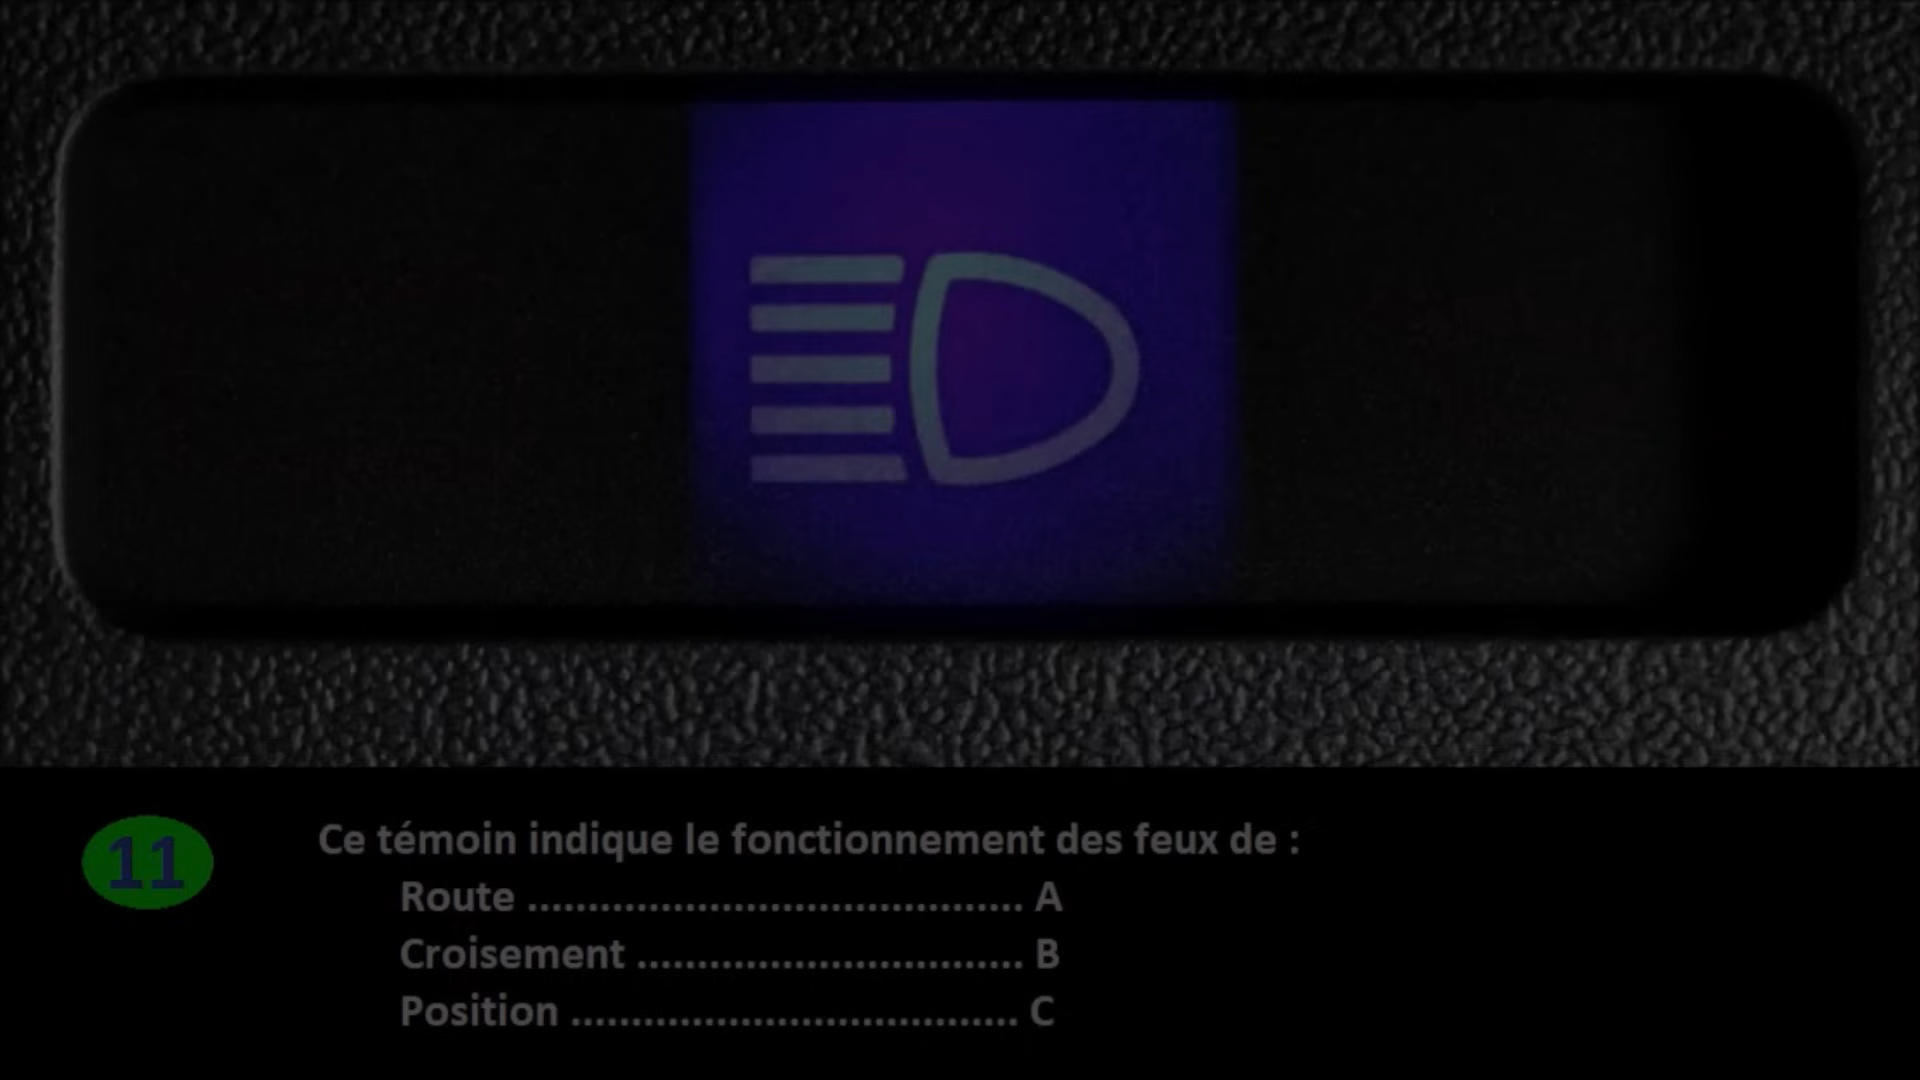 11
Ce témoin indique le fonctionnement des feux de :
Route ........................................ A
Croisement ............................... B
Position .................................... C